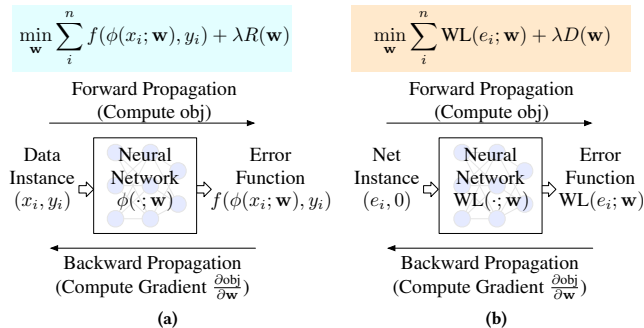 min_w Σ_i^n f(ϕ(x_i; w), y_i) + λR(w)
Forward Propagation
(Compute obj)
Data
Instance
(x_i, y_i)
Neural
Network
ϕ(·; w)
Error
Function
f(ϕ(x_i; w), y_i)
Backward Propagation
(Compute Gradient ∂obj/∂w)
(a)
min_w Σ_i^n WL(e_i; w) + λD(w)
Forward Propagation
(Compute obj)
Net
Instance
(e_i, 0)
Neural
Network
WL(·; w)
Error
Function
WL(e_i; w)
Backward Propagation
(Compute Gradient ∂obj/∂w)
(b)